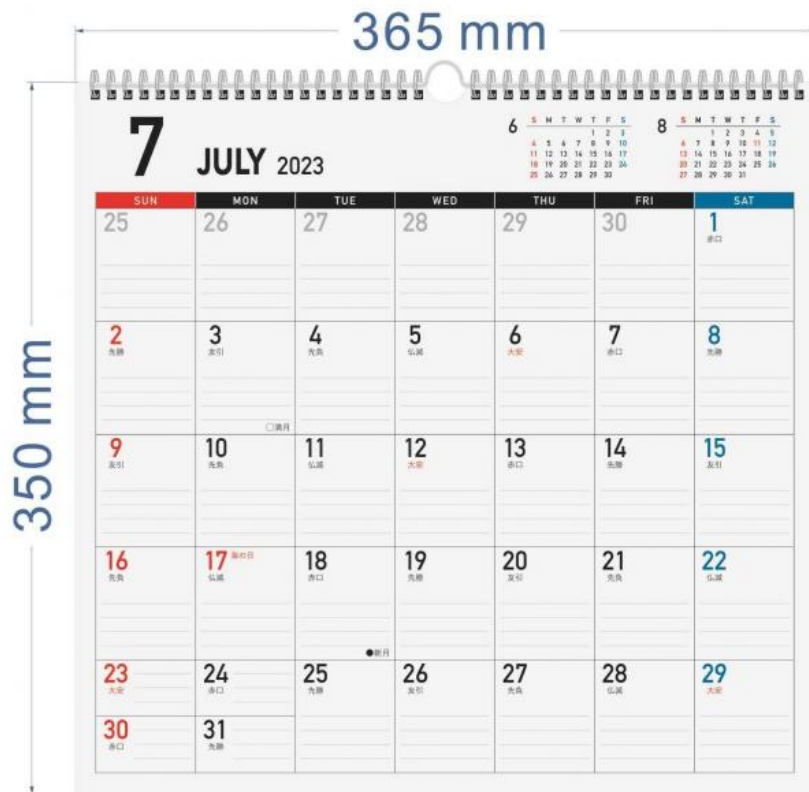 365 mm
350 mm
7 JULY 2023
6
S M T W T F S
1 2 3
4 5 6 7 8 9 10
11 12 13 14 15 16 17
18 19 20 21 22 23 24
25 26 27 28 29 30
8
S M T W T F S
1 2 3 4 5
6 7 8 9 10 11 12
13 14 15 16 17 18 19
20 21 22 23 24 25 26
27 28 29 30 31
SUN MON TUE WED THU FRI SAT
25 26 27 28 29 30 1
赤口
2 3 4 5 6 7 8
先勝 友引 先負 仏滅 大安 赤口 先勝
○満月
9 10 11 12 13 14 15
友引 先負 仏滅 大安 赤口 先勝 友引
16 17 海の日 18 19 20 21 22
先負 仏滅 赤口 先勝 友引 先負 仏滅
●新月
23 24 25 26 27 28 29
大安 赤口 先勝 友引 先負 仏滅 大安
30 31
赤口 先勝